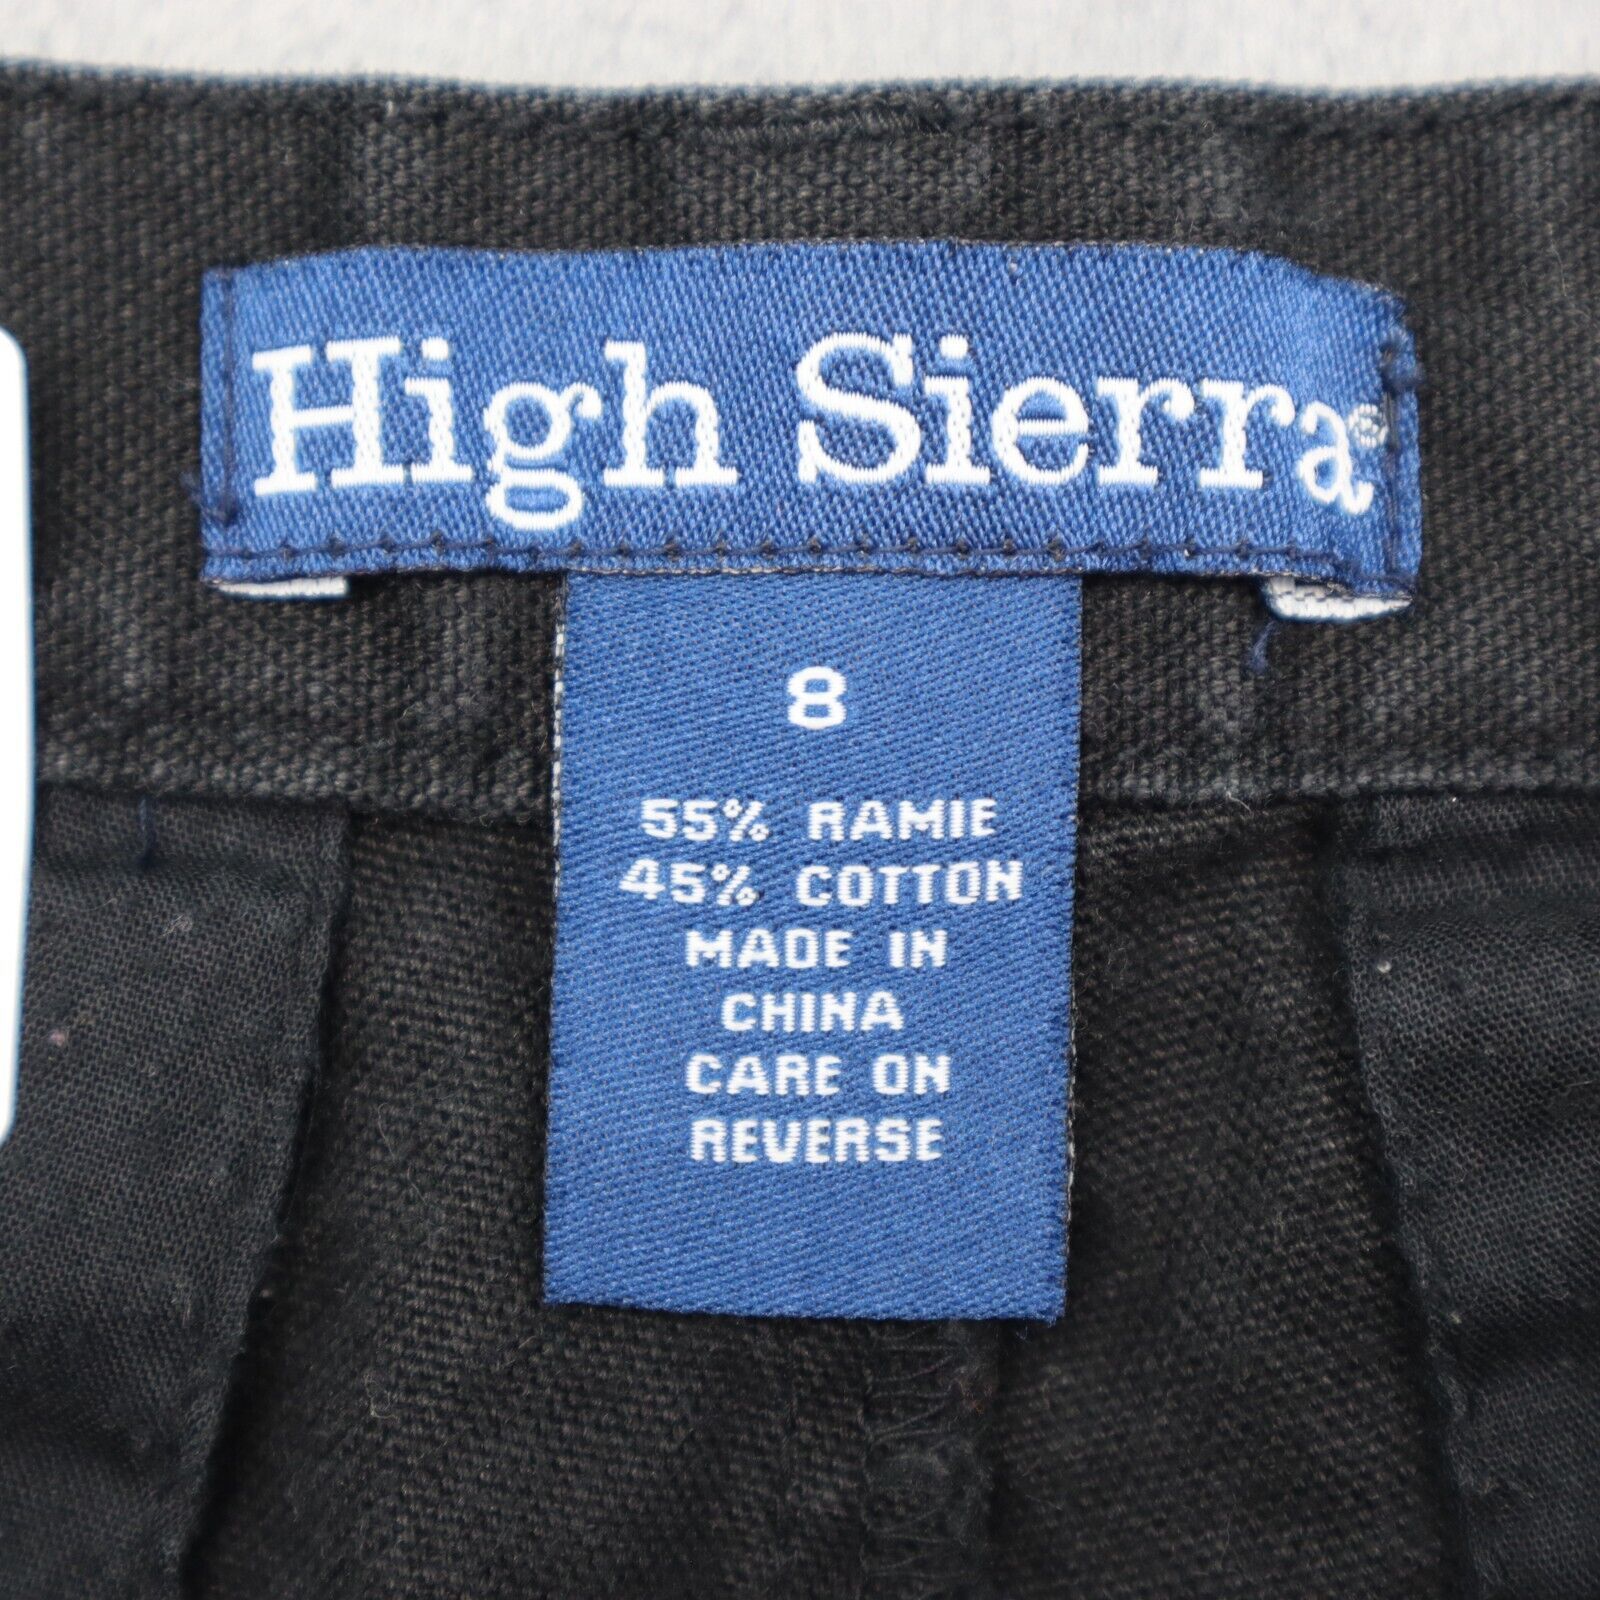 High Sierra®
8
55% RAMIE
45% COTTON
MADE IN
CHINA
CARE ON
REVERSE